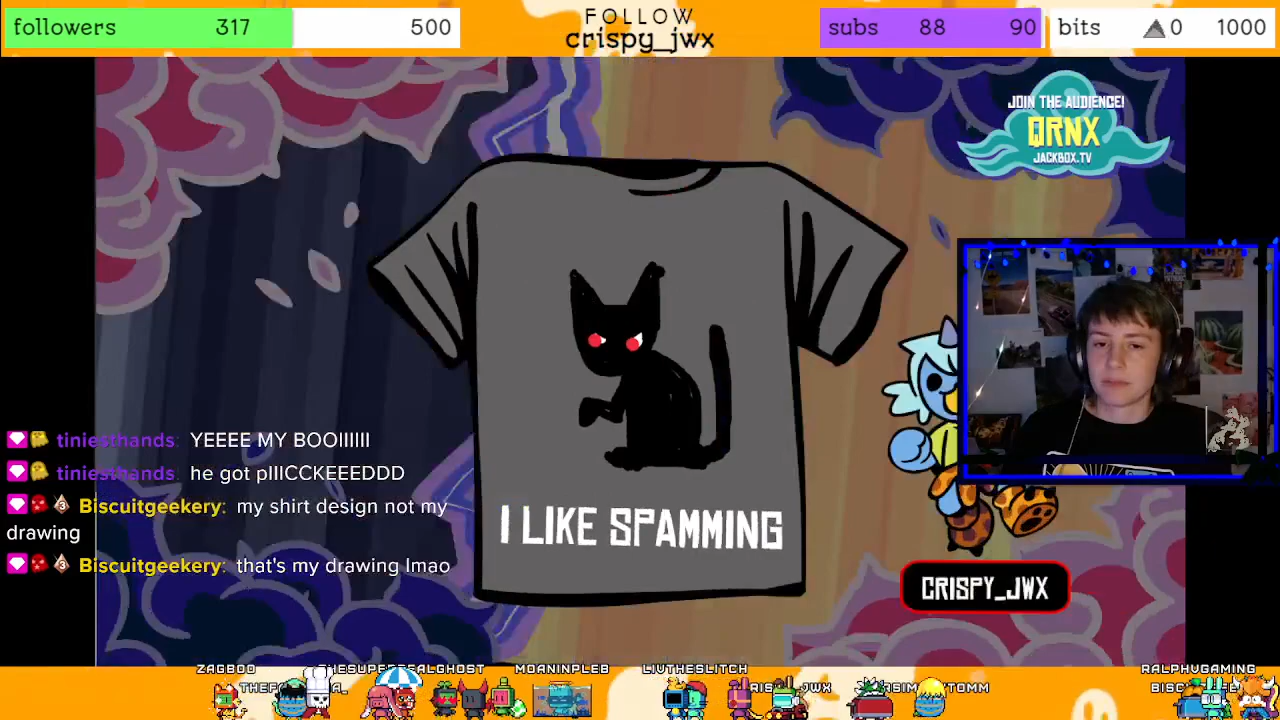 followers 317 500
FOLLOW
crispy_jwx
subs 88 90
bits 0 1000
JOIN THE AUDIENCE!
QRNX
JACKBOX.TV
tiniesthands: YEEEE MY BOOIIIIII
tiniesthands: he got pIIICCKEEEDDD
Biscuitgeekery: my shirt design not my
drawing
Biscuitgeekery: that's my drawing lmao
I LIKE SPAMMING
CRISPY_JWX
ZAGBOO
MOANINPLEB
LIVTHESLITCH
RALPHVGAMING